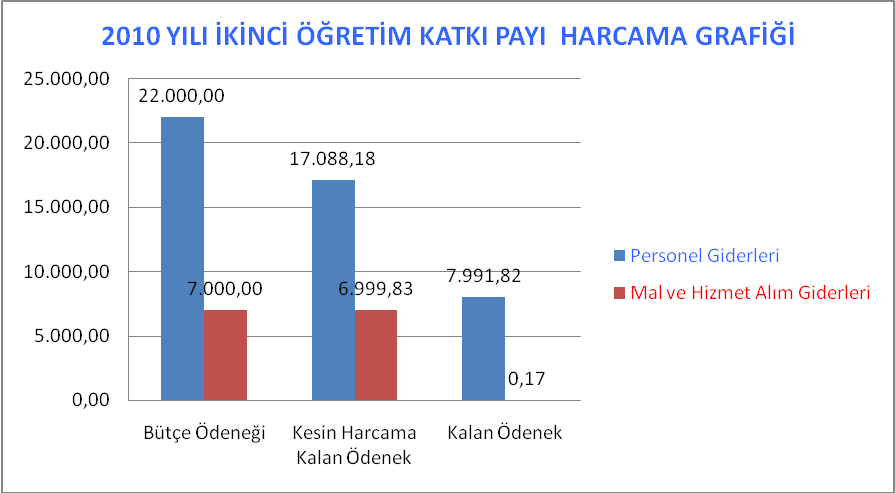 2010 YILI İKİNCİ ÖĞRETİM KATKI PAYI  HARCAMA GRAFİĞİ
25.000,00
20.000,00
15.000,00
10.000,00
5.000,00
0,00
22.000,00
7.000,00
17.088,18
6.999,83
7.991,82
0,17
Bütçe Ödeneği
Kesin Harcama
Kalan Ödenek
Kalan Ödenek
Personel Giderleri
Mal ve Hizmet Alım Giderleri